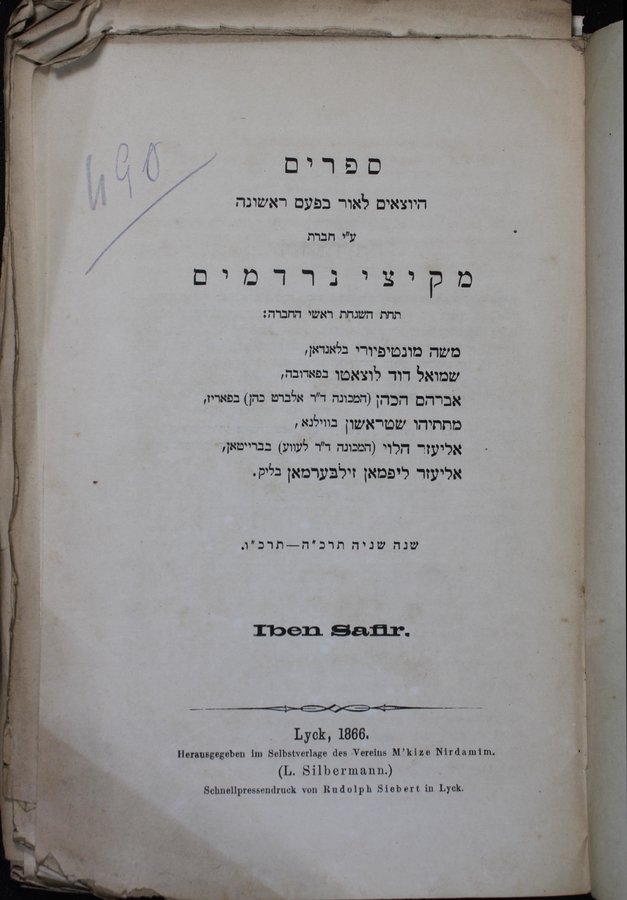 490
ספרים
היוצאים לאור בפעם ראשונה
ע"י חברת
מקיצי נרדמים
תחת השגחת ראשי החברה:
משה מונטיפיורי בלאנדאן,
שמואל דוד לוצאטו בפאדובה,
אברהם הכהן (המכונה ד"ר אלברט כהן) בפאריז,
מתתיהו שטראשון בווילנא,
אליעזר הלוי (המכונה ד"ר לעווע) בברייטאן,
אליעזר ליפמאן זילבערמאן בליק.
שנה שניה תרכ"ה—תרכ"ו.
Iben Safir.
Lyck, 1866.
Herausgegeben im Selbstverlage des Vereins M'kize Nirdamim.
(L. Silbermann.)
Schnellpressendruck von Rudolph Siebert in Lyck.